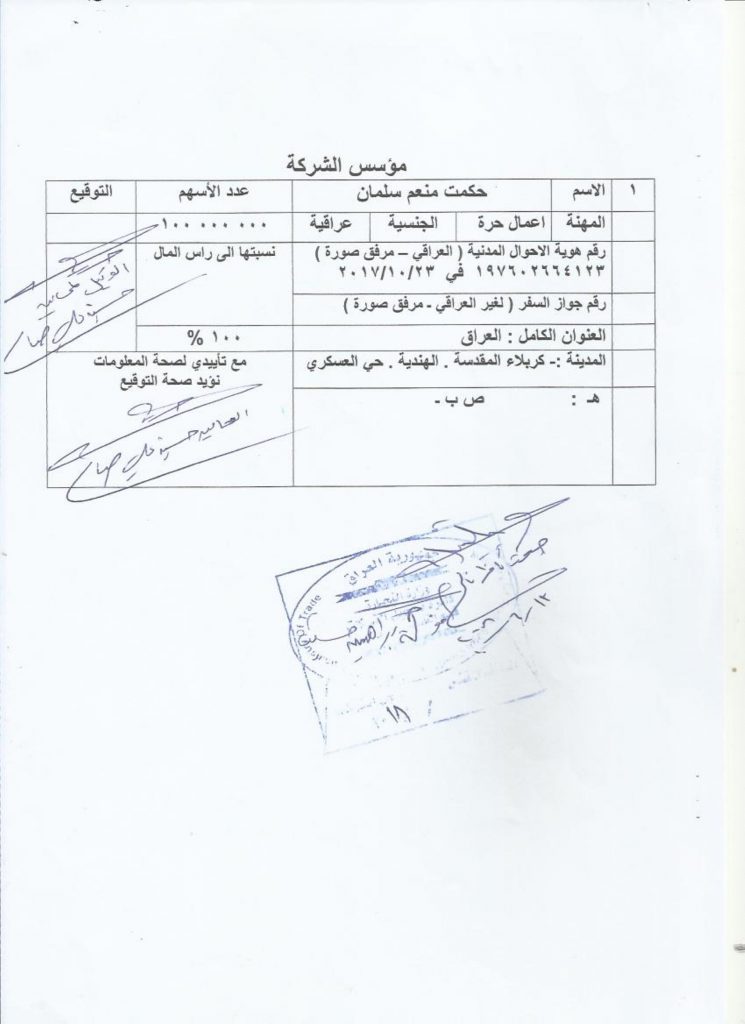 مؤسس الشركة
١ الاسم حكمت منعم سلمان عدد الأسهم التوقيع
المهنة اعمال حرة الجنسية عراقية ١٠٠ ٠٠٠ ٠٠٠
رقم هوية الاحوال المدنية ( العراقي – مرفق صورة )
١٩٧٦٠٢٦٦٤١٢٣ في ٢٠١٧/١٠/٢٣
نسبتها الى راس المال
رقم جواز السفر ( لغير العراقي - مرفق صورة )
العنوان الكامل : العراق
١٠٠ %
المدينة :- كربلاء المقدسة . الهندية . حي العسكري
هـ : ص ب -
مع تأييدي لصحة المعلومات
نؤيد صحة التوقيع
جمهورية العراق
وزارة التجارة
Trade